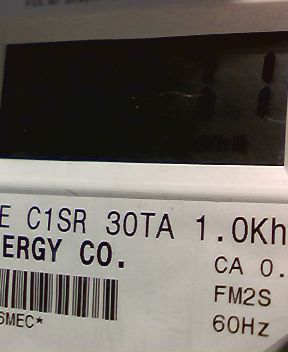 E C1SR 30TA 1.0Kh
ERGY CO.
CA 0.
FM2S
6MEC*
60Hz